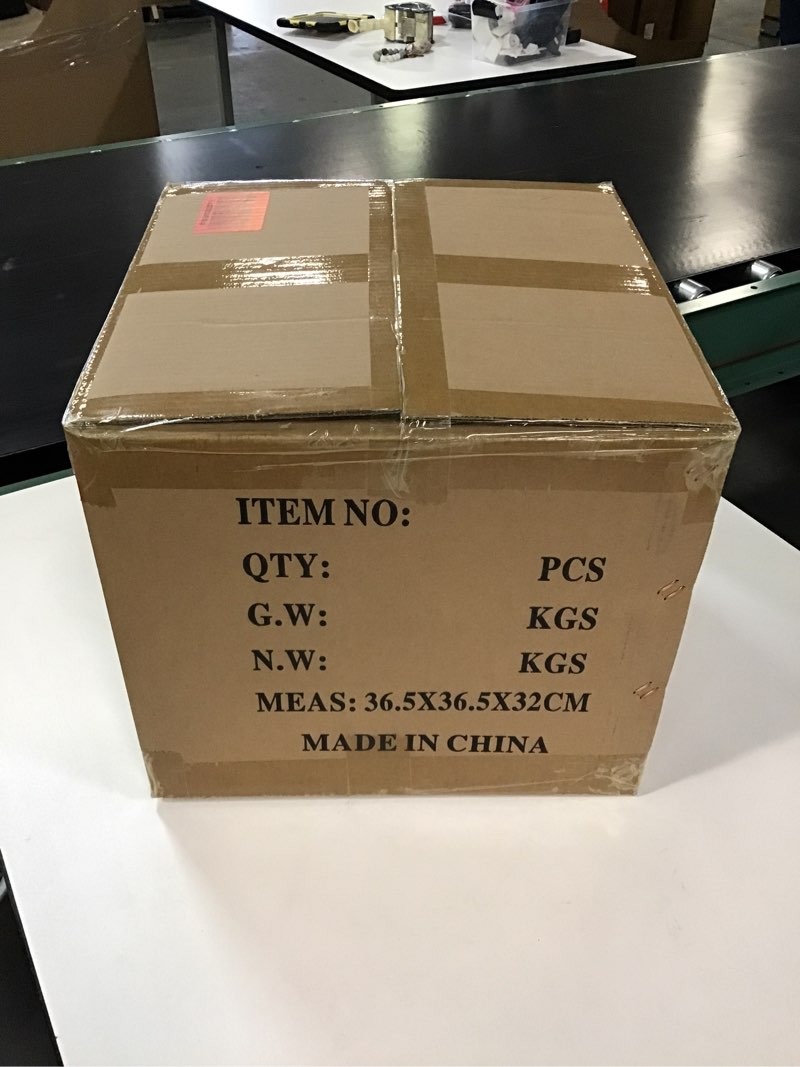 ITEM NO:
QTY: PCS
G.W: KGS
N.W: KGS
MEAS: 36.5X36.5X32CM
MADE IN CHINA